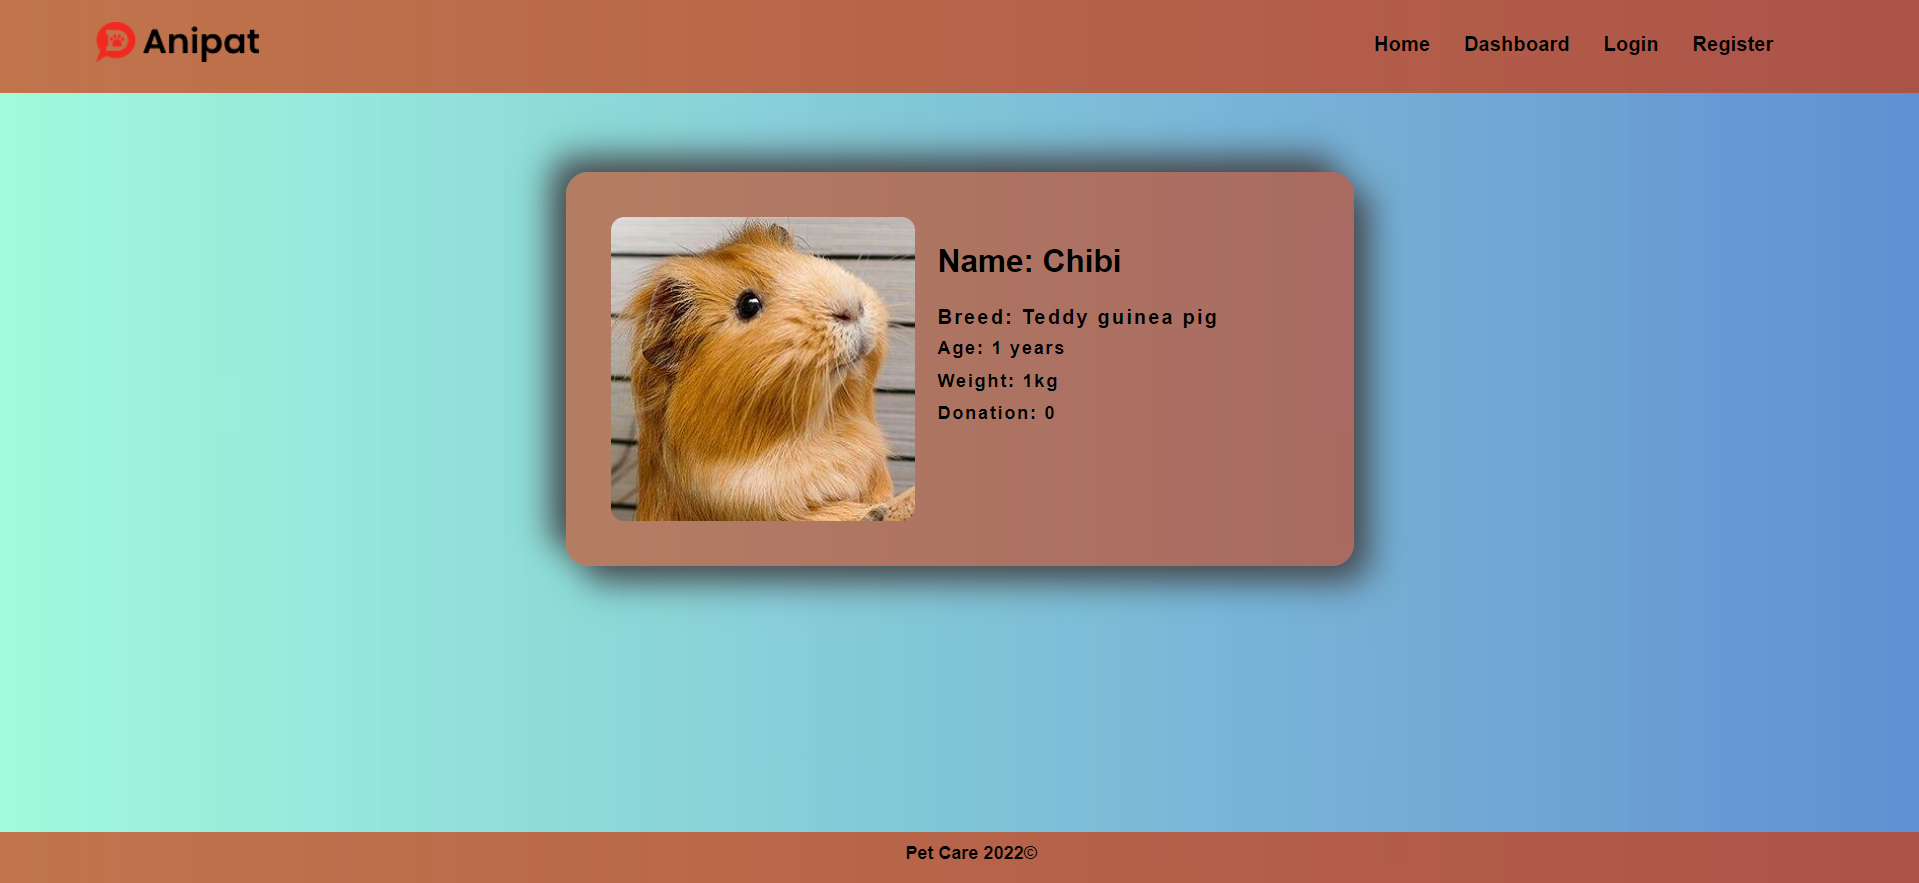 Anipat
Home Dashboard Login Register
Name: Chibi
Breed: Teddy guinea pig
Age: 1 years
Weight: 1kg
Donation: 0
Pet Care 2022©